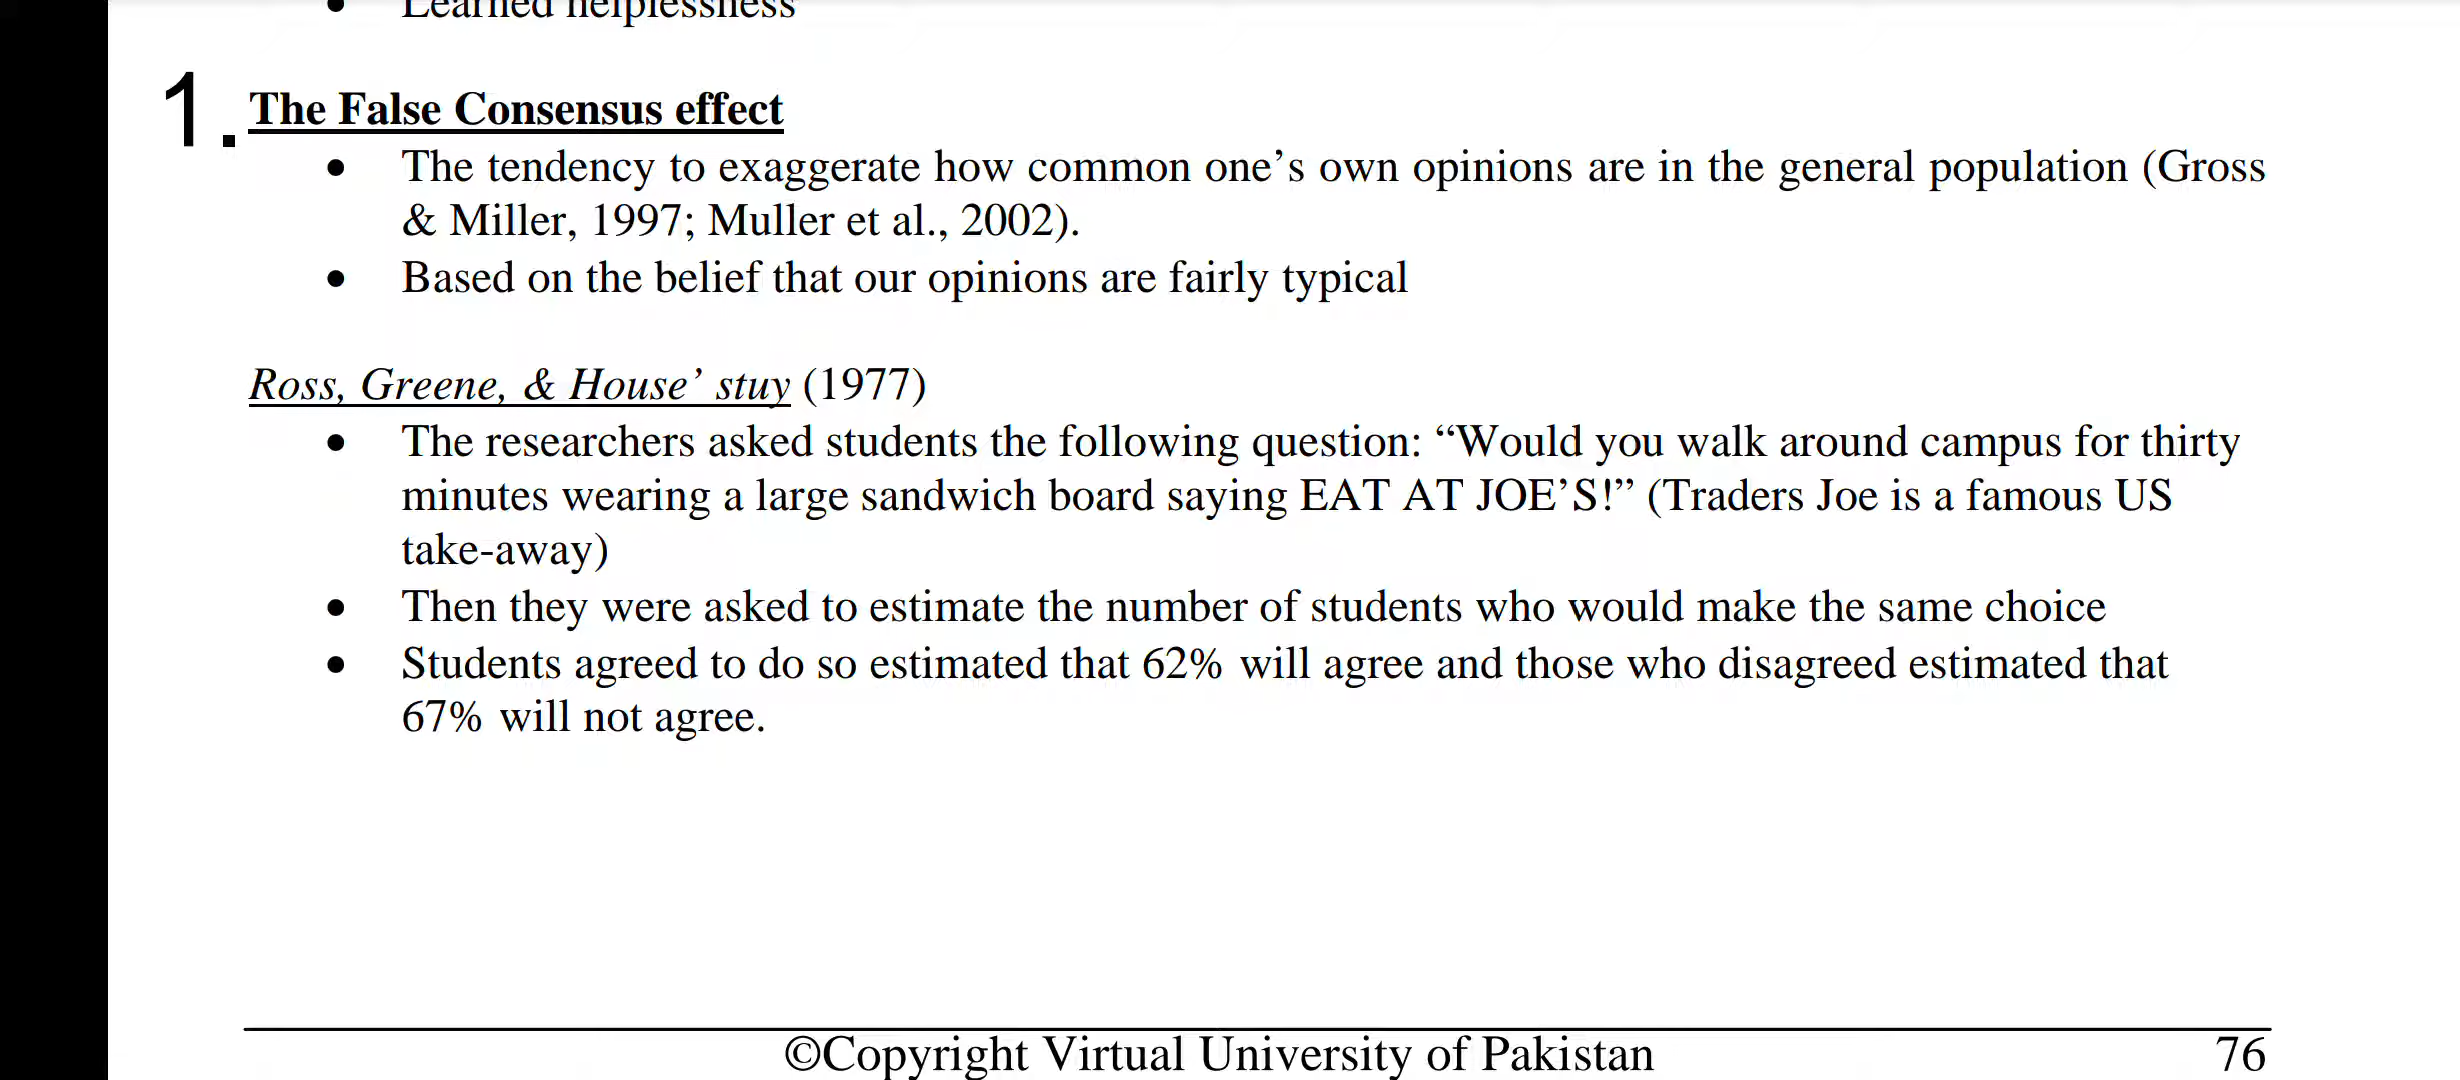 • Learned helplessness
1. The False Consensus effect
• The tendency to exaggerate how common one’s own opinions are in the general population (Gross
& Miller, 1997; Muller et al., 2002).
• Based on the belief that our opinions are fairly typical
Ross, Greene, & House’ stuy (1977)
• The researchers asked students the following question: “Would you walk around campus for thirty
minutes wearing a large sandwich board saying EAT AT JOE’S!” (Traders Joe is a famous US
take-away)
• Then they were asked to estimate the number of students who would make the same choice
• Students agreed to do so estimated that 62% will agree and those who disagreed estimated that
67% will not agree.
©Copyright Virtual University of Pakistan 76